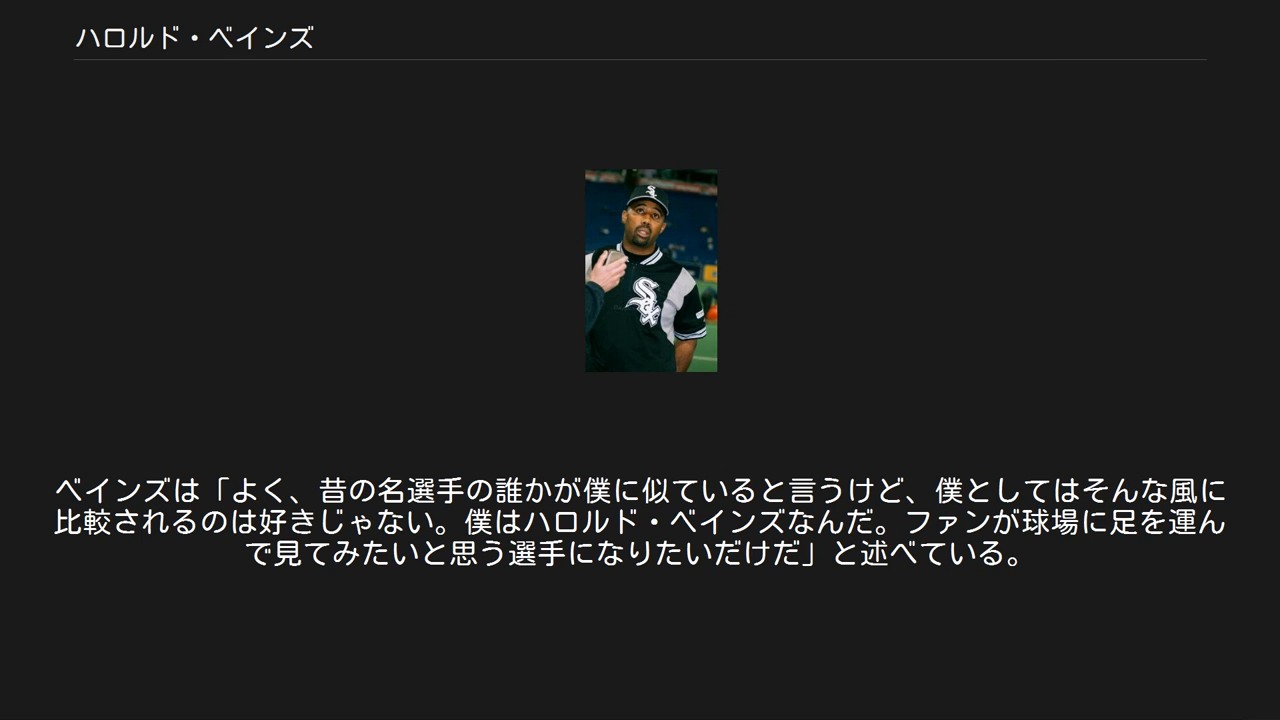 ハロルド・ベインズ
ベインズは「よく、昔の名選手の誰かが僕に似ていると言うけど、僕としてはそんな風に
比較されるのは好きじゃない。僕はハロルド・ベインズなんだ。ファンが球場に足を運ん
で見てみたいと思う選手になりたいだけだ」と述べている。